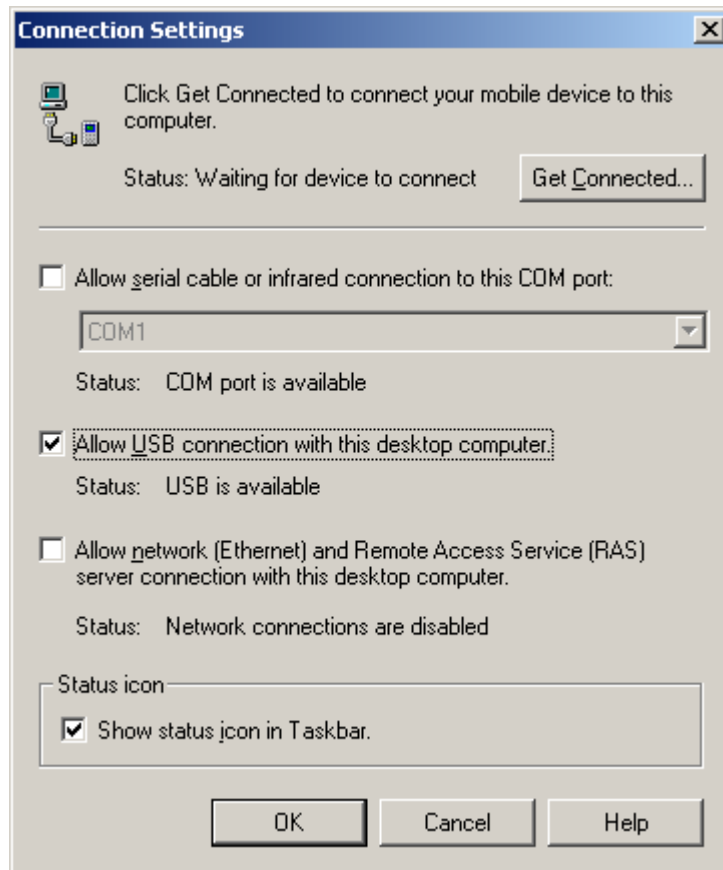 Connection Settings
Click Get Connected to connect your mobile device to this
computer.
Status: Waiting for device to connect
Get Connected...
Allow serial cable or infrared connection to this COM port:
COM1
Status: COM port is available
Allow USB connection with this desktop computer.
Status: USB is available
Allow network (Ethernet) and Remote Access Service (RAS)
server connection with this desktop computer.
Status: Network connections are disabled
Status icon
Show status icon in Taskbar.
OK
Cancel
Help